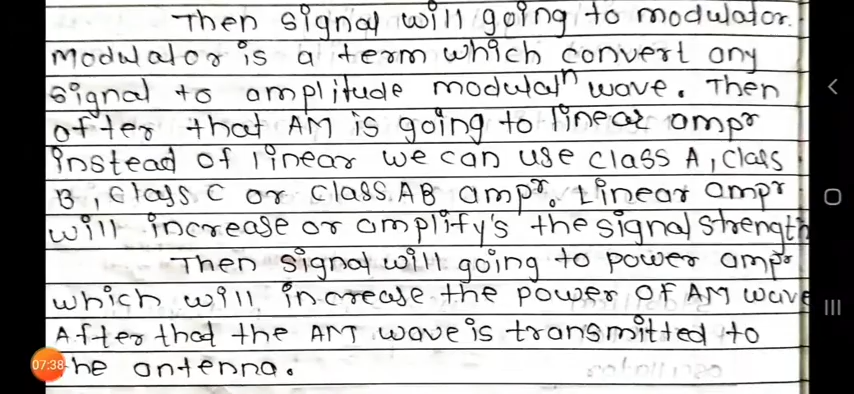 Then signal will going to modulator.
Modulator is a term which convert any
signal to amplitude modulatⁿ wave. Then
after that AM is going to linear ampr
instead of linear we can use class A, class
B, class C or class AB ampr. Linear ampr
will increase or amplify's the signal strength
Then signal will going to power ampr
which will increase the power of AM wave
After that the AM wave is transmitted to
he antenna.
07:38